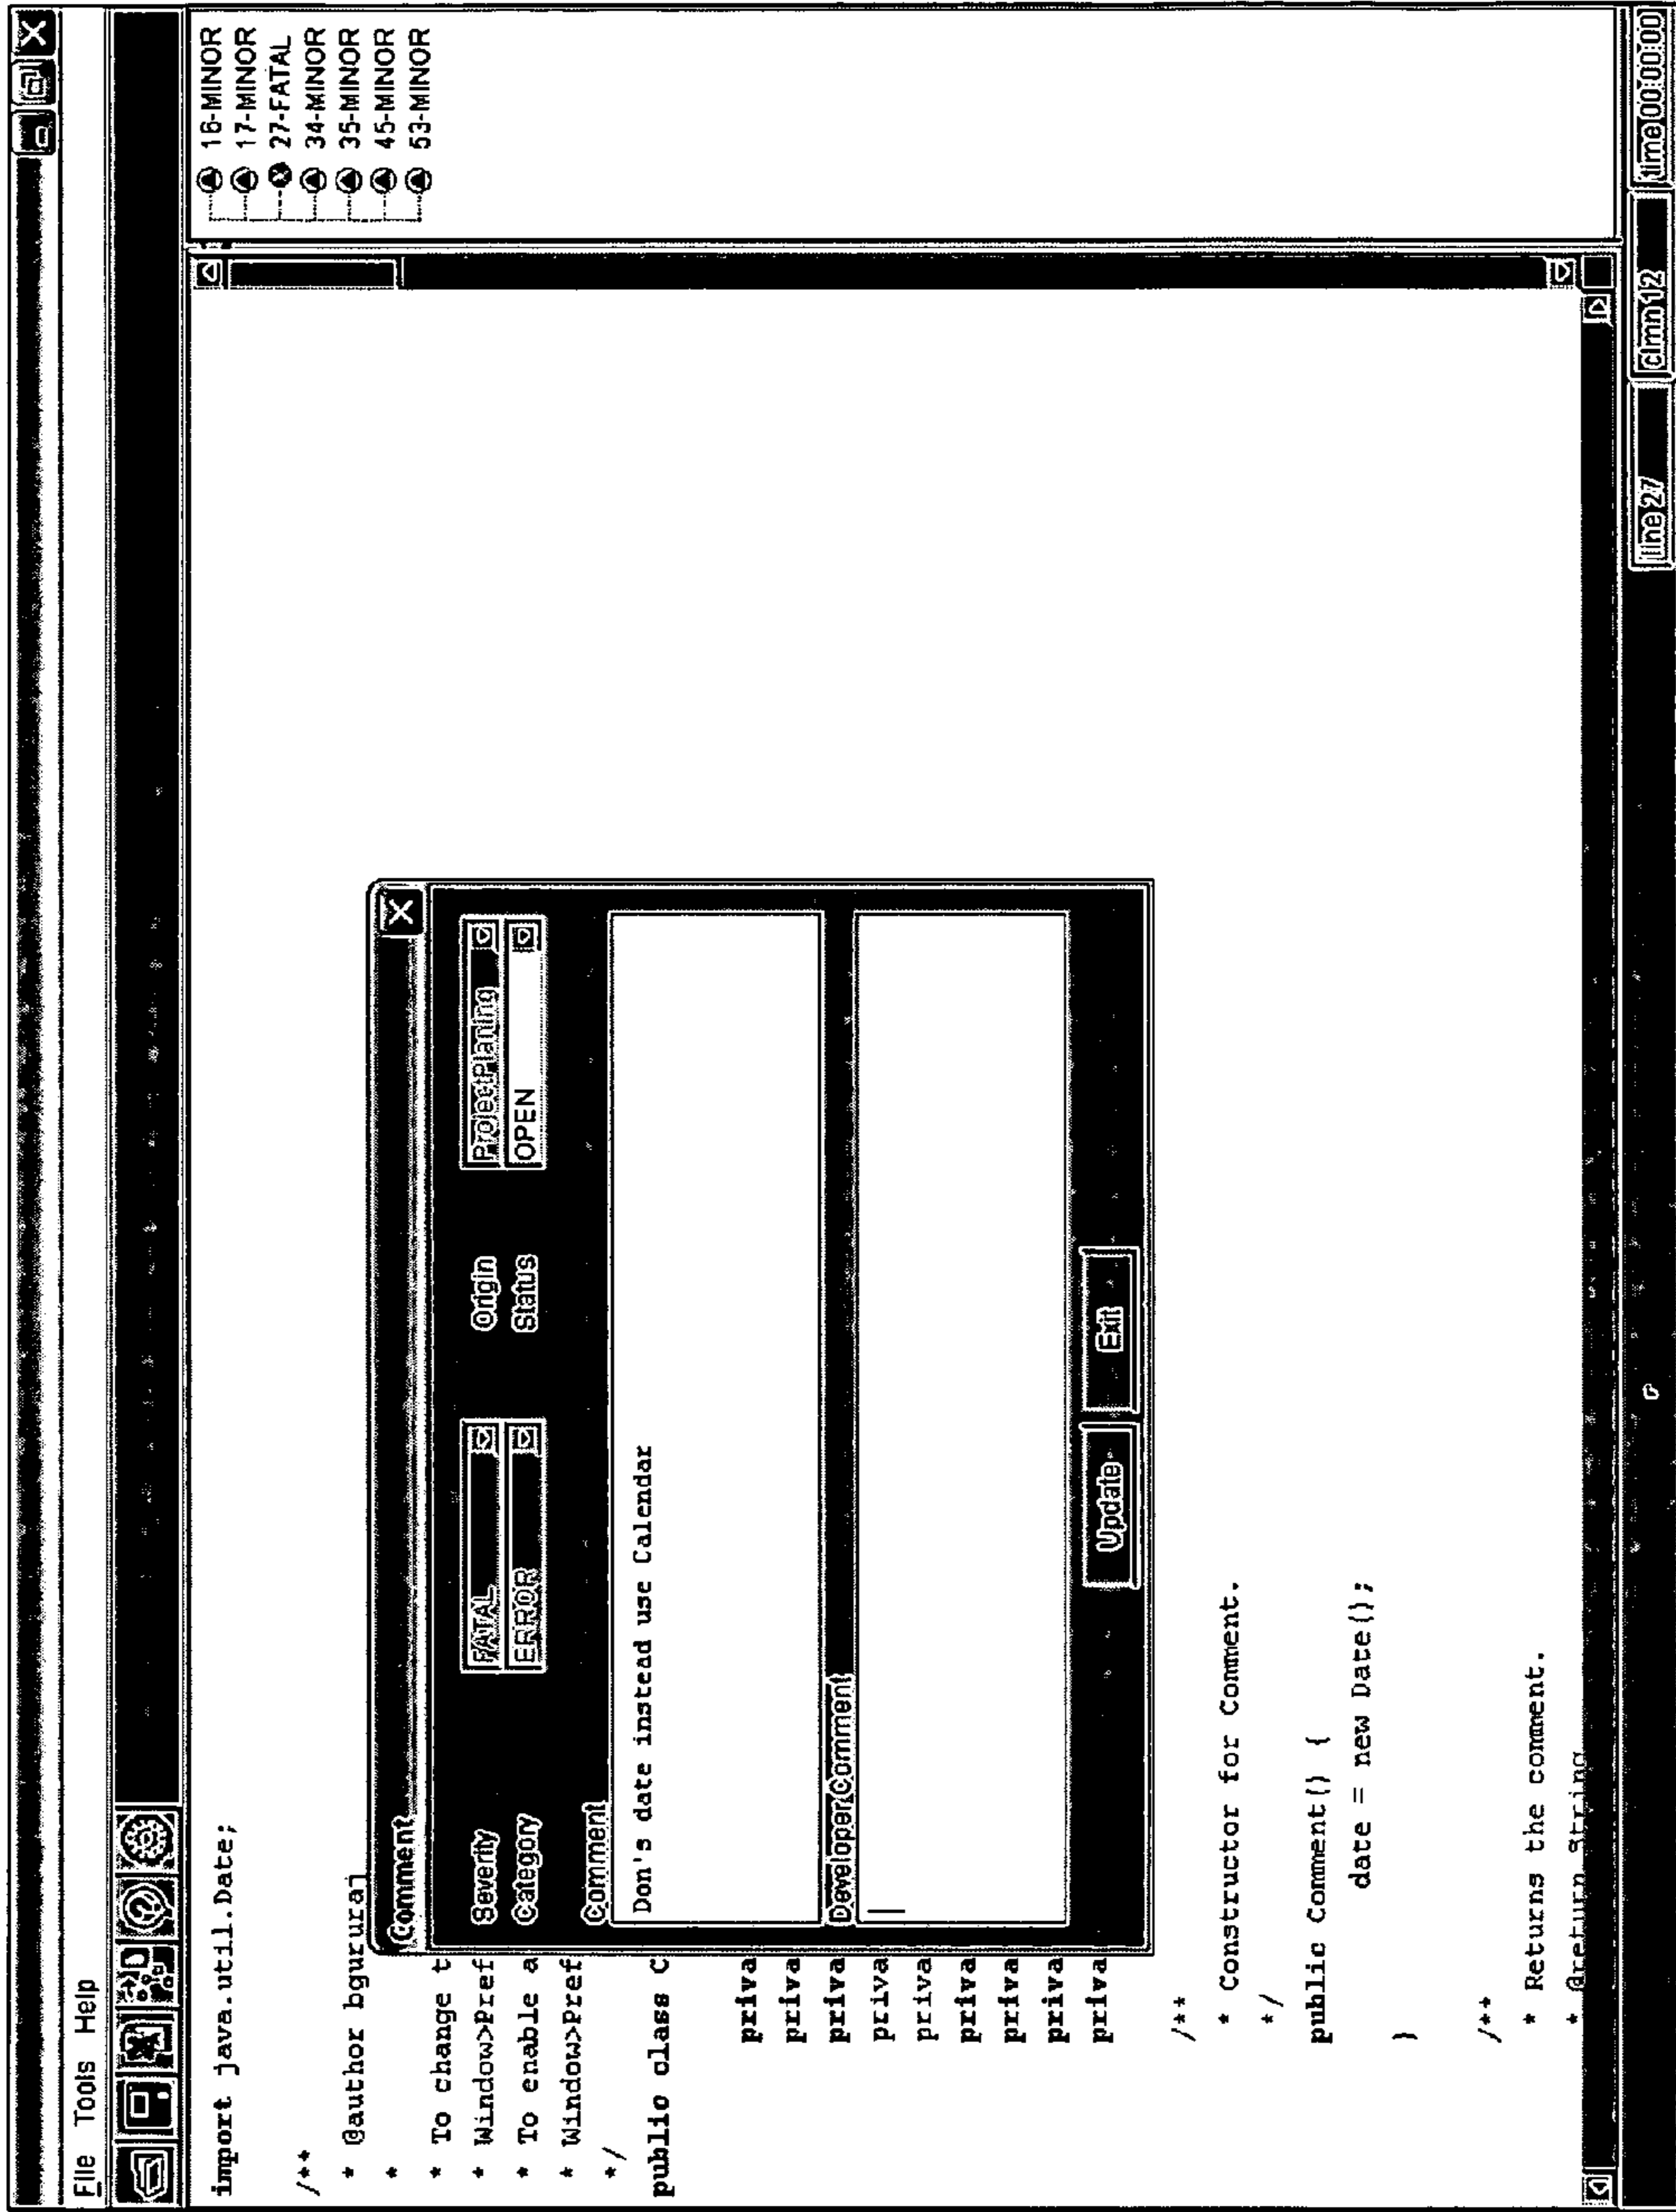 File Tools Help
import java.util.Date;
/**
* @author bgururaj
*
* To change t
* Window>Pref
* To enable a
* Window>Pref
*/
public class C
priva
priva
priva
priva
priva
priva
priva
priva
priva
/**
* Constructor for Comment.
*/
public Comment() {
date = new Date();
}
/**
* Returns the comment.
* @return String
Comment
Severity FATAL Origin ProjectPlaning
Category ERROR Status OPEN
Comment
Don's date instead use Calendar
Developer Comment
Update Exit
16-MINOR
17-MINOR
27-FATAL
34-MINOR
35-MINOR
45-MINOR
53-MINOR
line 27 clmn 12 time 00:00:00